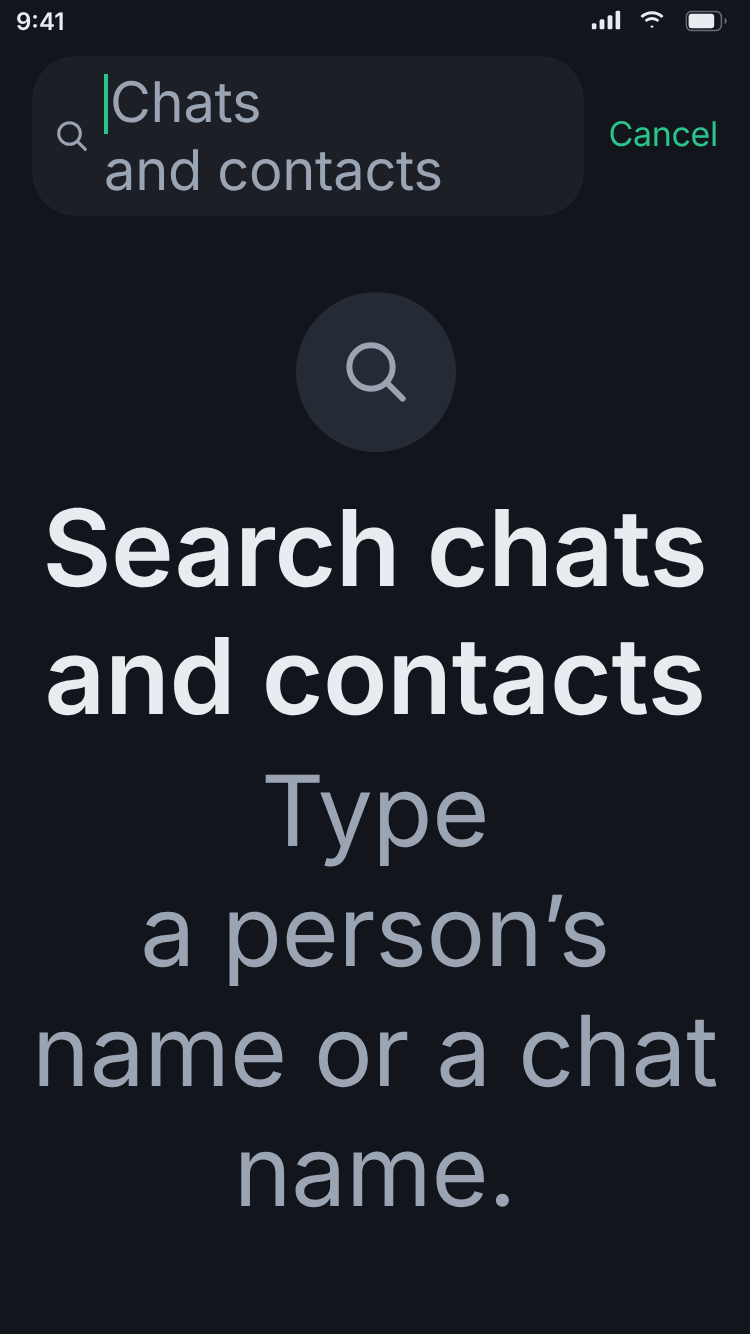 9:41
Chats
and contacts
Cancel
Search chats
and contacts
Type
a person’s
name or a chat
name.